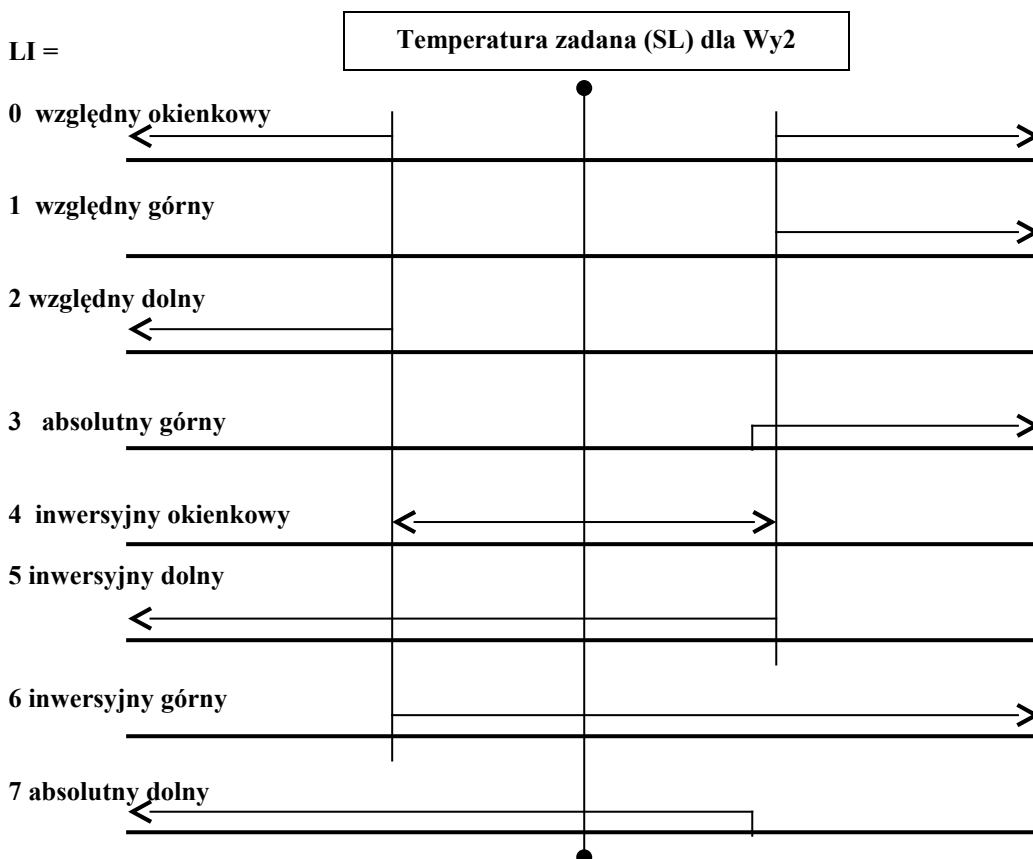 Temperatura zadana (SL) dla Wy2
LI =
0 względny okienkowy
1 względny górny
2 względny dolny
3 absolutny górny
4 inwersyjny okienkowy
5 inwersyjny dolny
6 inwersyjny górny
7 absolutny dolny